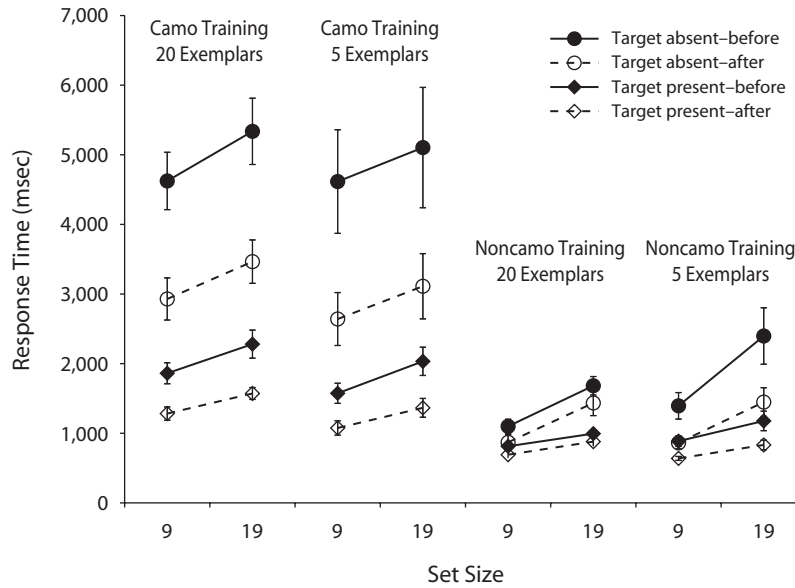 7,000
6,000
5,000
4,000
3,000
2,000
1,000
0
Response Time (msec)
Camo Training
20 Exemplars
Camo Training
5 Exemplars
Noncamo Training
20 Exemplars
Noncamo Training
5 Exemplars
Target absent–before
Target absent–after
Target present–before
Target present–after
9 19 9 19 9 19 9 19
Set Size